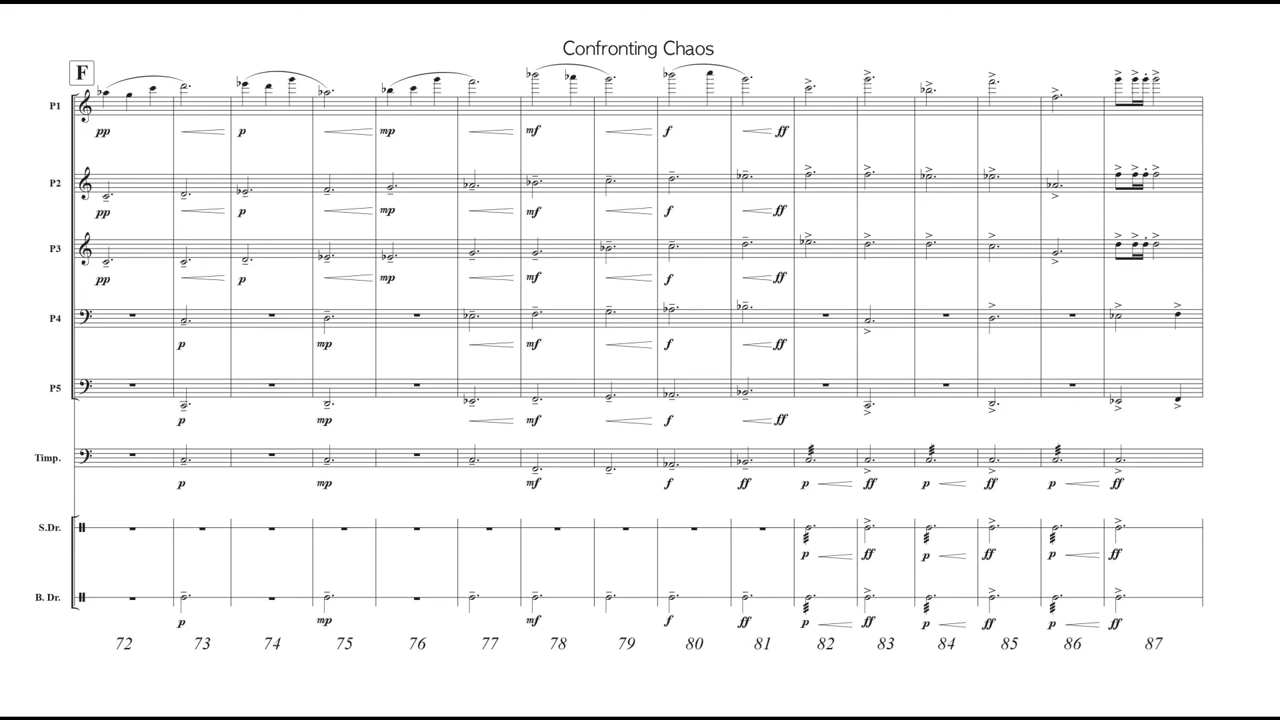 Confronting Chaos
F
P1
pp p mp mf f ff
P2
pp p mp mf f ff
P3
pp p mp mf f ff
P4
p mp mf f ff
P5
p mp mf f ff
Timp.
p mp mf f ff p ff p ff p ff
S.Dr.
p ff p ff p ff
B. Dr.
p mp mf f ff p ff p ff p ff
72 73 74 75 76 77 78 79 80 81 82 83 84 85 86 87